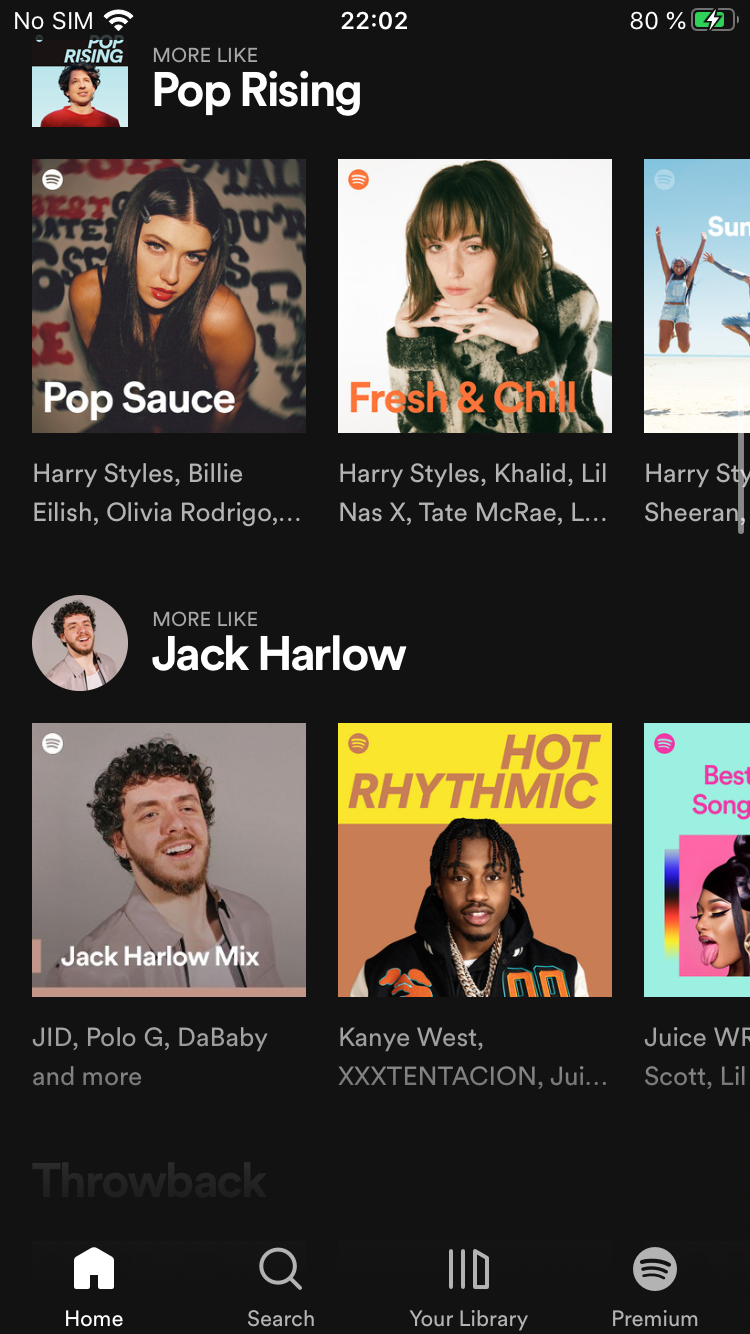 No SIM 22:02 80 %
POP
RISING
MORE LIKE
Pop Rising
Pop Sauce
Fresh & Chill
Sun
Harry Styles, Billie
Eilish, Olivia Rodrigo,...
Harry Styles, Khalid, Lil
Nas X, Tate McRae, L...
Harry Sty
Sheeran,
MORE LIKE
Jack Harlow
Jack Harlow Mix
HOT
RHYTHMIC
Best
Song
JID, Polo G, DaBaby
and more
Kanye West,
XXXTENTACION, Jui...
Juice WR
Scott, Lil
Throwback
Home
Search
Your Library
Premium